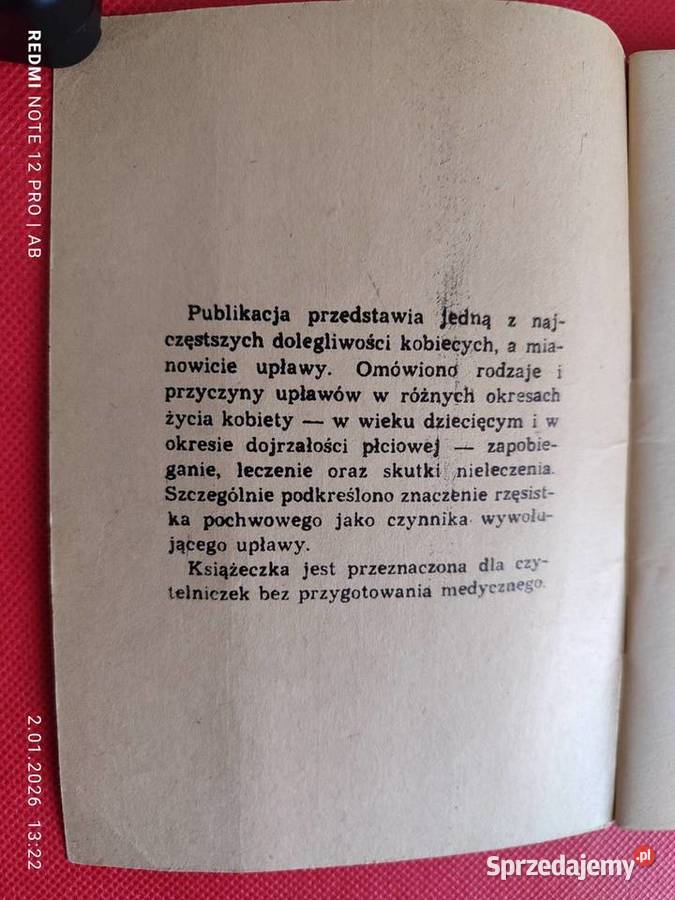 Publikacja przedstawia jedną z naj-
częstszych dolegliwości kobiecych, a mia-
nowicie upławy. Omówiono rodzaje i
przyczyny upławów w różnych okresach
życia kobiety — w wieku dziecięcym i w
okresie dojrzałości płciowej — zapobie-
ganie, leczenie oraz skutki nieleczenia.
Szczególnie podkreślono znaczenie rzęsist-
ka pochwowego jako czynnika wywołu-
jącego upławy.
Książeczka jest przeznaczona dla czy-
telniczek bez przygotowania medycznego.
REDMI NOTE 12 PRO | AB
2.01.2026 13:22
Sprzedajemy.pl